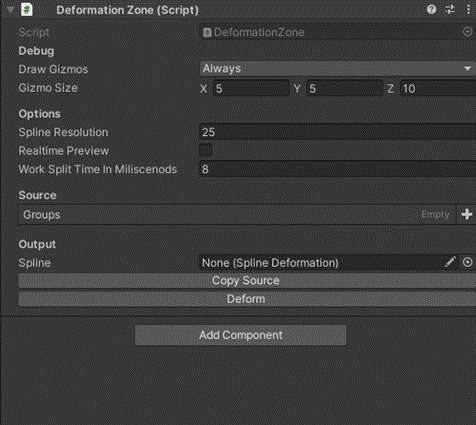 Deformation Zone (Script)
Script DeformationZone
Debug
Draw Gizmos Always
Gizmo Size X 5 Y 5 Z 10
Options
Spline Resolution 25
Realtime Preview
Work Split Time In Miliscenods 8
Source
Groups Empty
Output
Spline None (Spline Deformation)
Copy Source
Deform
Add Component